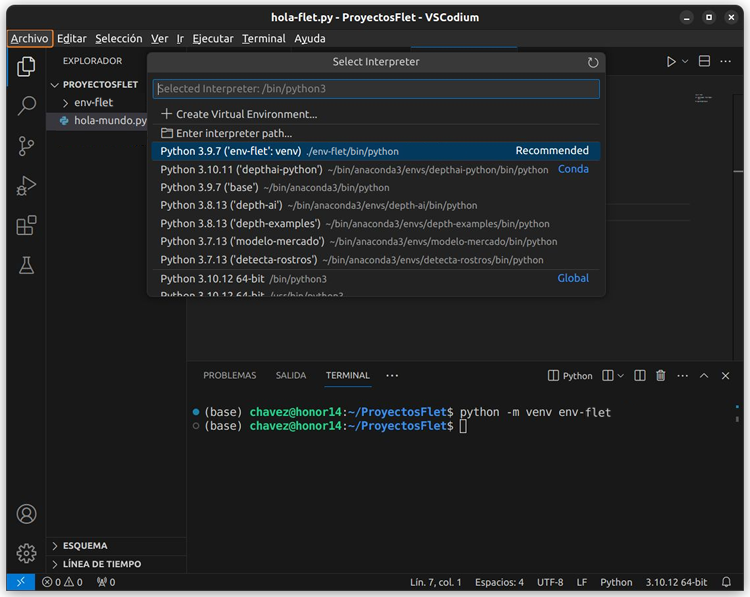 hola-flet.py - ProyectosFlet - VSCodium
Archivo Editar Selección Ver Ir Ejecutar Terminal Ayuda
EXPLORADOR
PROYECTOSFLET
env-flet
hola-mundo.py
Select Interpreter
Selected Interpreter: /bin/python3
Create Virtual Environment...
Enter interpreter path...
Python 3.9.7 ('env-flet': venv) ./env-flet/bin/python Recommended
Python 3.10.11 ('depthai-python') ~/bin/anaconda3/envs/depthai-python/bin/python Conda
Python 3.9.7 ('base') ~/bin/anaconda3/bin/python
Python 3.8.13 ('depth-ai') ~/bin/anaconda3/envs/depth-ai/bin/python
Python 3.8.13 ('depth-examples') ~/bin/anaconda3/envs/depth-examples/bin/python
Python 3.7.13 ('modelo-mercado') ~/bin/anaconda3/envs/modelo-mercado/bin/python
Python 3.7.13 ('detecta-rostros') ~/bin/anaconda3/envs/detecta-rostros/bin/python
Python 3.10.12 64-bit /bin/python3 Global
Python 3.10.12 64-bit /usr/bin/python3
PROBLEMAS SALIDA TERMINAL Python
(base) chavez@honor14:~/ProyectosFlet$ python -m venv env-flet
(base) chavez@honor14:~/ProyectosFlet$
ESQUEMA
LÍNEA DE TIEMPO
0 0 0 Lín. 7, col. 1 Espacios: 4 UTF-8 LF Python 3.10.12 64-bit